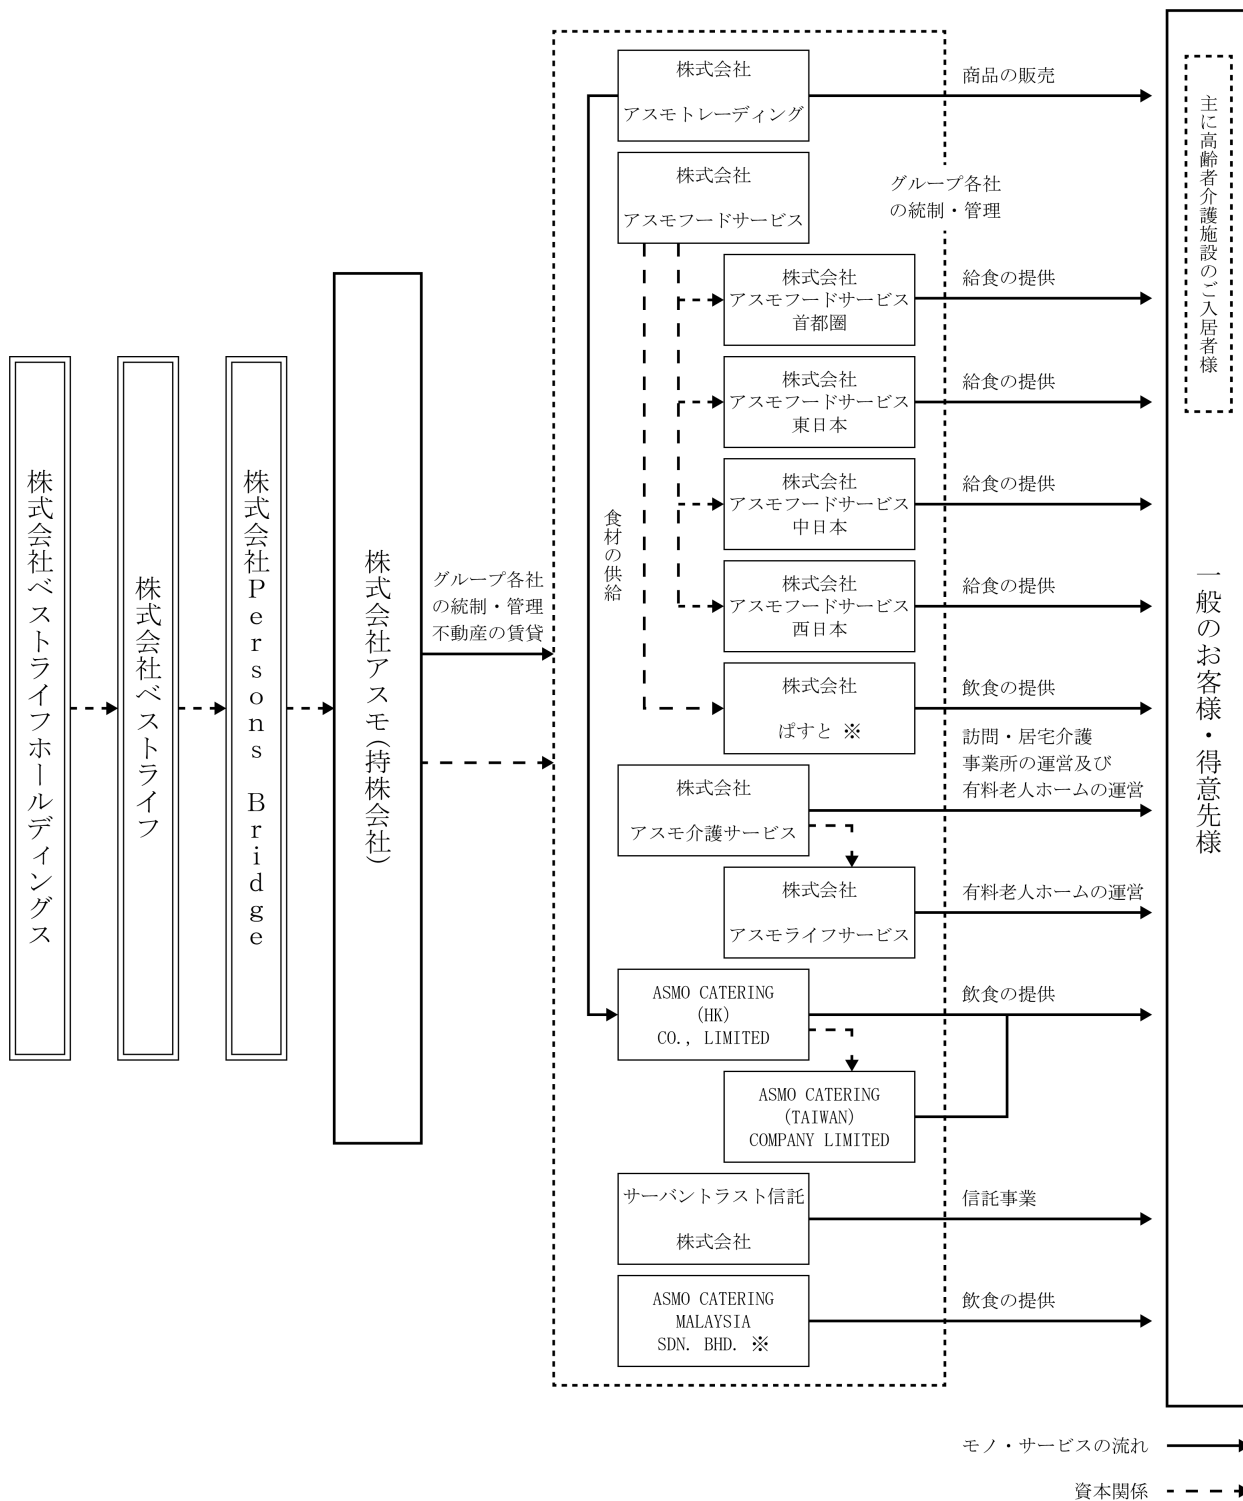 株式会社ベストライフホールディングス
株式会社ベストライフ
株式会社Persons Bridge
株式会社アスモ(持株会社)
グループ各社
の統制・管理
不動産の賃貸
株式会社
アスモトレーディング
商品の販売
株式会社
アスモフードサービス
グループ各社
の統制・管理
食材の供給
株式会社
アスモフードサービス
首都圏
給食の提供
株式会社
アスモフードサービス
東日本
給食の提供
株式会社
アスモフードサービス
中日本
給食の提供
株式会社
アスモフードサービス
西日本
給食の提供
株式会社
ぱすと ※
飲食の提供
株式会社
アスモ介護サービス
訪問・居宅介護
事業所の運営及び
有料老人ホームの運営
株式会社
アスモライフサービス
有料老人ホームの運営
ASMO CATERING
(HK)
CO., LIMITED
飲食の提供
ASMO CATERING
(TAIWAN)
COMPANY LIMITED
サーバントラスト信託
株式会社
信託事業
ASMO CATERING
MALAYSIA
SDN. BHD. ※
飲食の提供
主に高齢者介護施設のご入居者様
一般のお客様・得意先様
モノ・サービスの流れ
資本関係